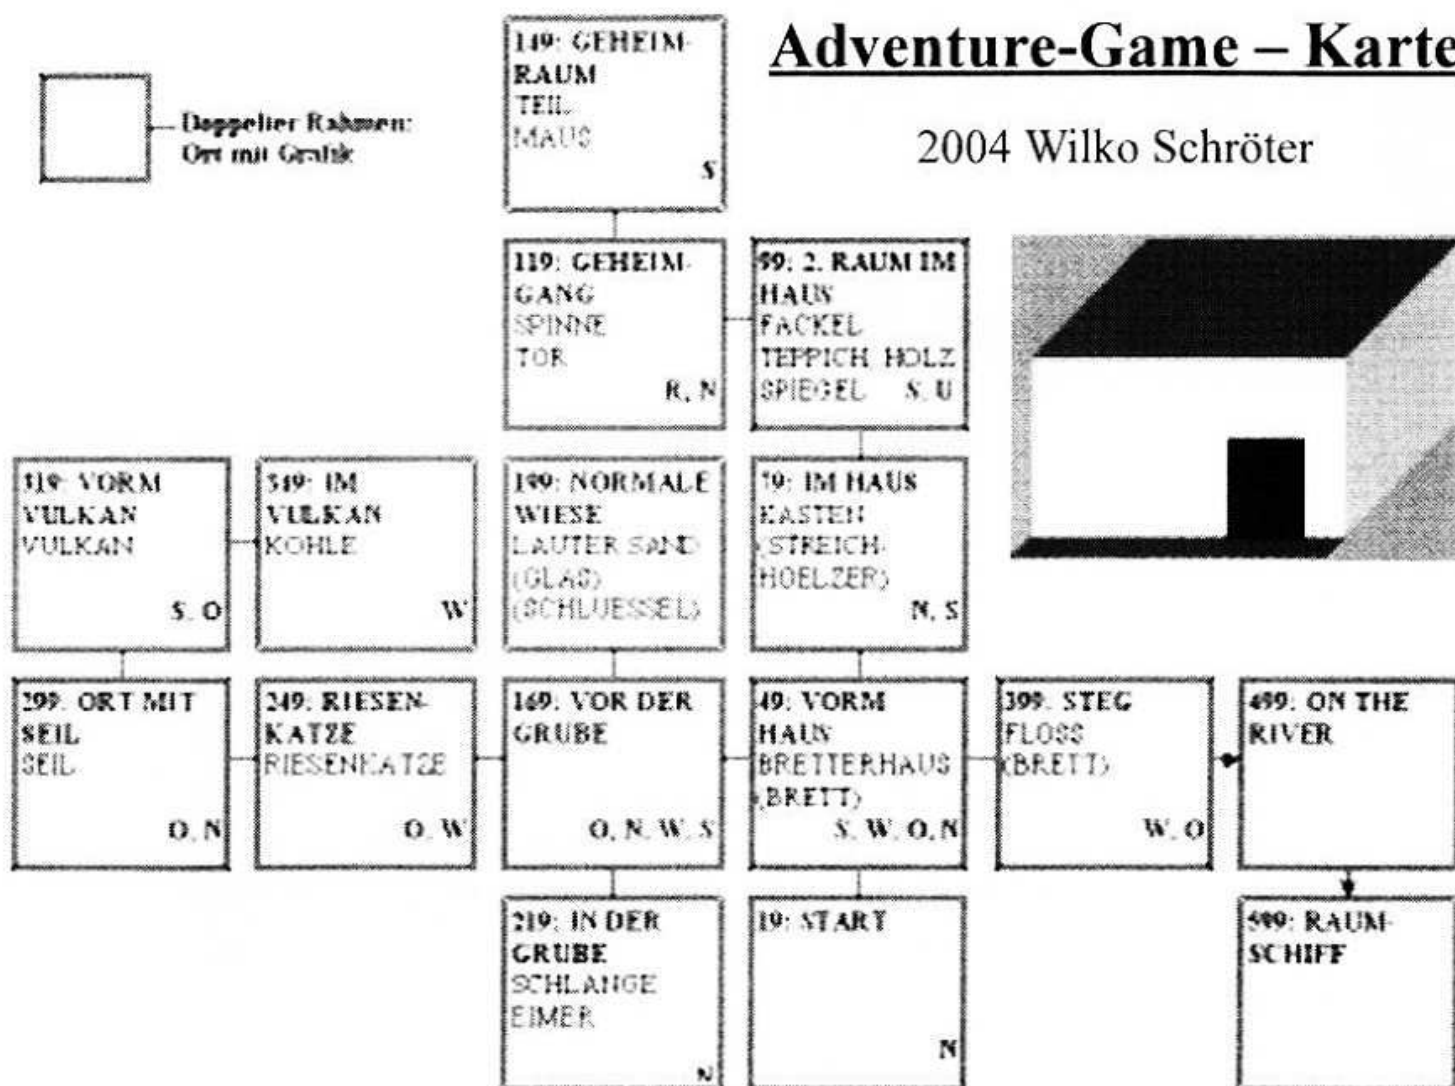 Adventure-Game – Karte
2004 Wilko Schröter
Doppelter Rahmen:
Ort mit Grafik
149: GEHEIM-
RAUM
TEIL
MAUS
S
119: GEHEIM-
GANG
SPINNE
TOR
R, N
99: 2. RAUM IM
HAUS
FACKEL
TEPPICH HOLZ
SPIEGEL S. U
319: VORM
VULKAN
VULKAN
S. O
349: IM
VULKAN
KOHLE
W
199: NORMALE
WIESE
LAUTER SAND
(GLAS)
(SCHLUESSEL)
79: IM HAUS
KASTEN
(STREICH-
HOELZER)
N, S
299: ORT MIT
SEIL
SEIL
O, N
249: RIESEN-
KATZE
RIESENKATZE
O. W
169: VOR DER
GRUBE
O, N. W. S
49: VORM
HAUS
BRETTERHAUS
(BRETT)
S. W. O, N
399: STEG
FLOSS
(BRETT)
W. O
499: ON THE
RIVER
219: IN DER
GRUBE
SCHLANGE
EIMER
N
19: START
N
599: RAUM-
SCHIFF